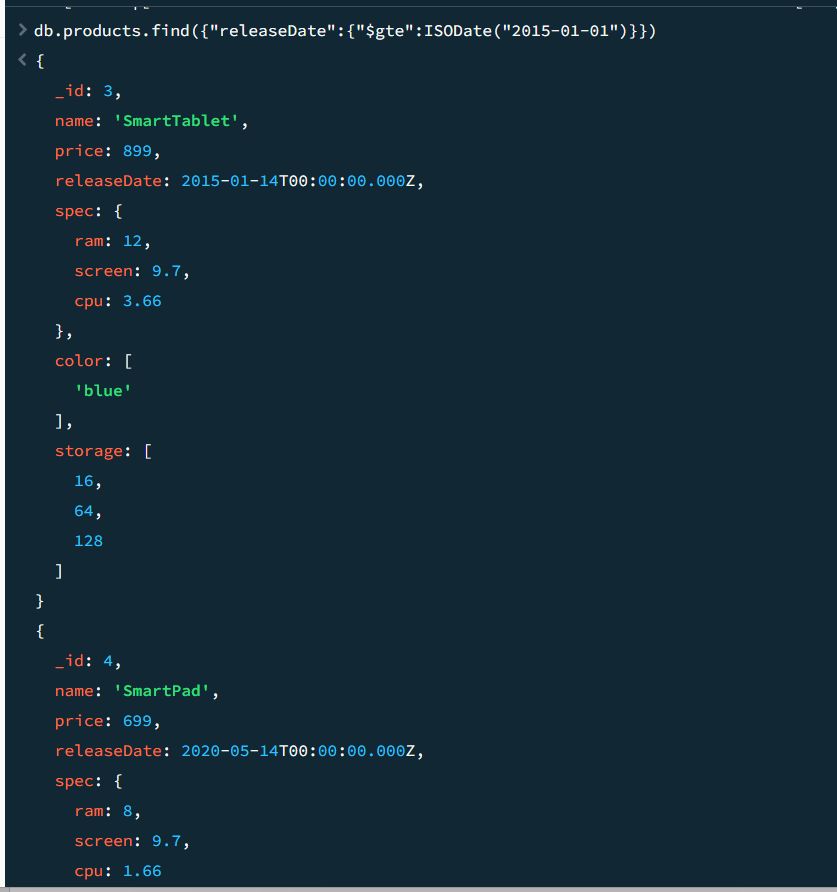 db.products.find({"releaseDate":{"$gte":ISODate("2015-01-01")}})
{
_id: 3,
name: 'SmartTablet',
price: 899,
releaseDate: 2015-01-14T00:00:00.000Z,
spec: {
ram: 12,
screen: 9.7,
cpu: 3.66
},
color: [
'blue'
],
storage: [
16,
64,
128
]
}
{
_id: 4,
name: 'SmartPad',
price: 699,
releaseDate: 2020-05-14T00:00:00.000Z,
spec: {
ram: 8,
screen: 9.7,
cpu: 1.66